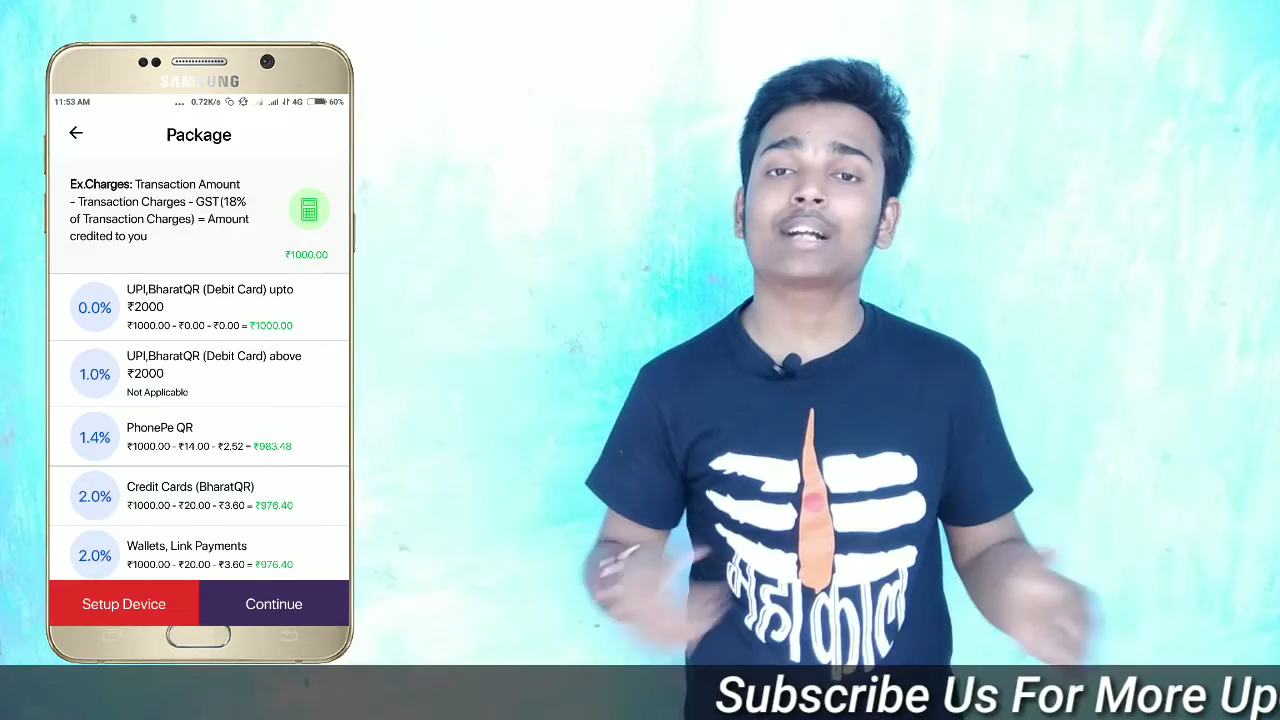 SAMSUNG
11:53 AM
... 0.72K/s 4G 60%
Package
Ex.Charges: Transaction Amount
- Transaction Charges - GST(18%
of Transaction Charges) = Amount
credited to you
₹1000.00
0.0%
UPI,BharatQR (Debit Card) upto
₹2000
₹1000.00 - ₹0.00 - ₹0.00 = ₹1000.00
1.0%
UPI,BharatQR (Debit Card) above
₹2000
Not Applicable
1.4%
PhonePe QR
₹1000.00 - ₹14.00 - ₹2.52 = ₹983.48
2.0%
Credit Cards (BharatQR)
₹1000.00 - ₹20.00 - ₹3.60 = ₹976.40
2.0%
Wallets, Link Payments
₹1000.00 - ₹20.00 - ₹3.60 = ₹976.40
Setup Device
Continue
महाकाल
Subscribe Us For More Up